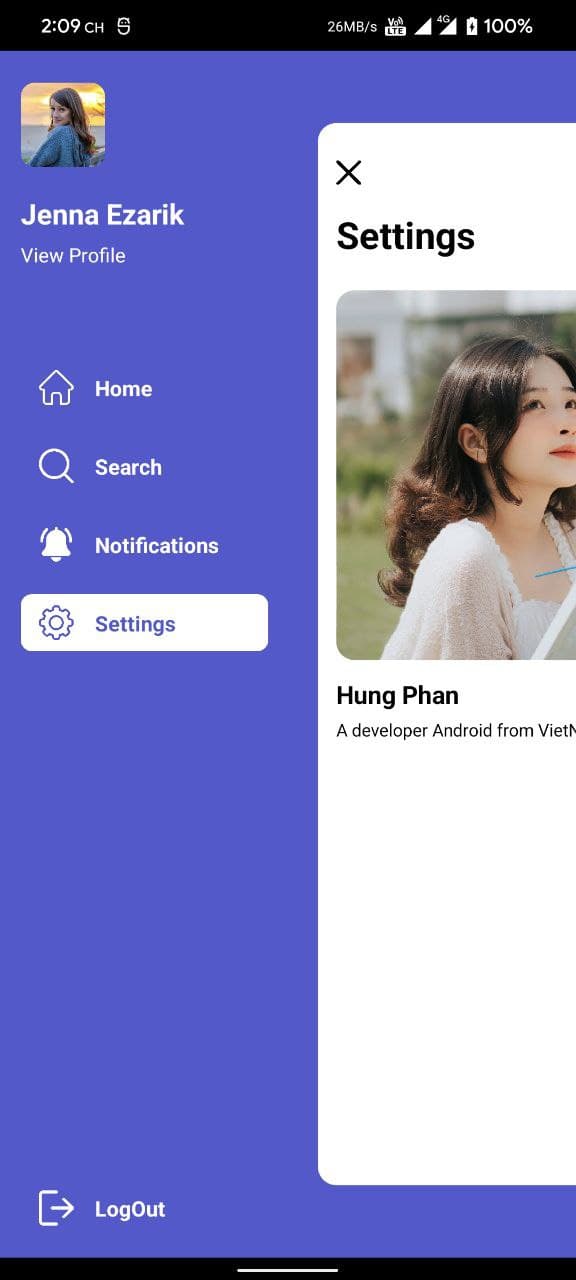 2:09 CH
26MB/s
Vo)) LTE
4G
100%
Jenna Ezarik
View Profile
Home
Search
Notifications
Settings
LogOut
Settings
Hung Phan
A developer Android from Viet